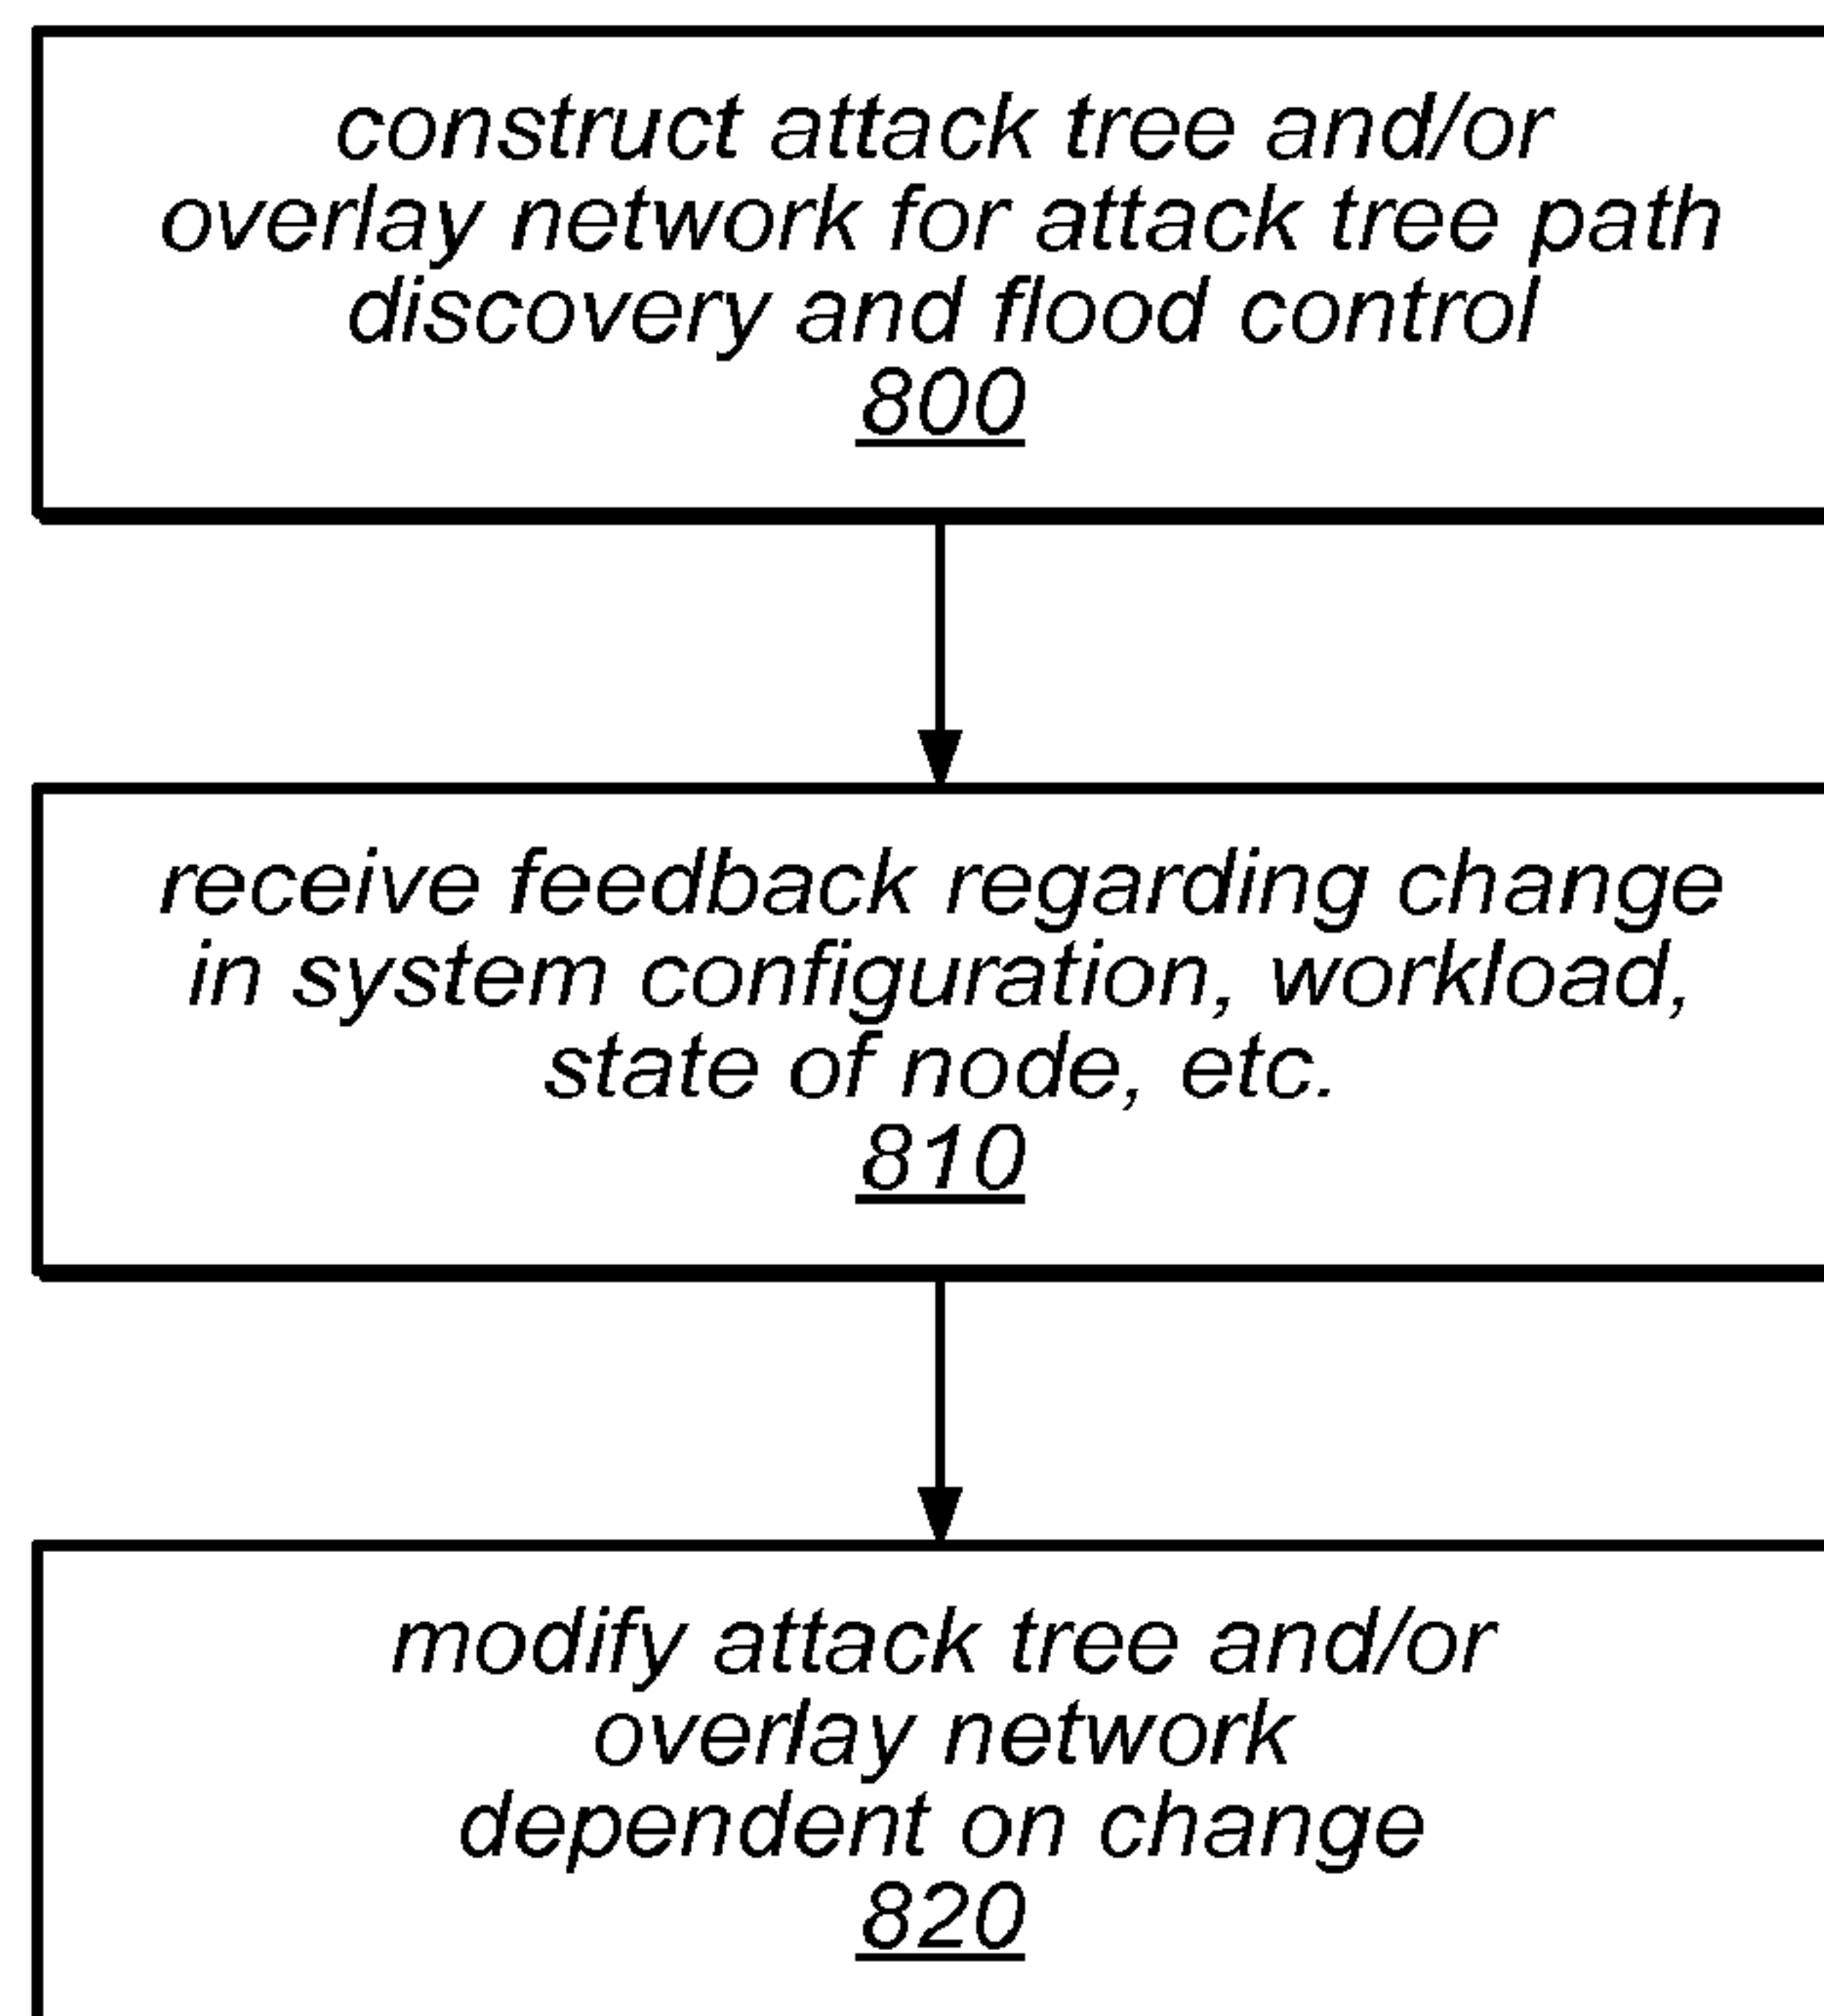 construct attack tree and/or
overlay network for attack tree path
discovery and flood control
800
receive feedback regarding change
in system configuration, workload,
state of node, etc.
810
modify attack tree and/or
overlay network
dependent on change
820